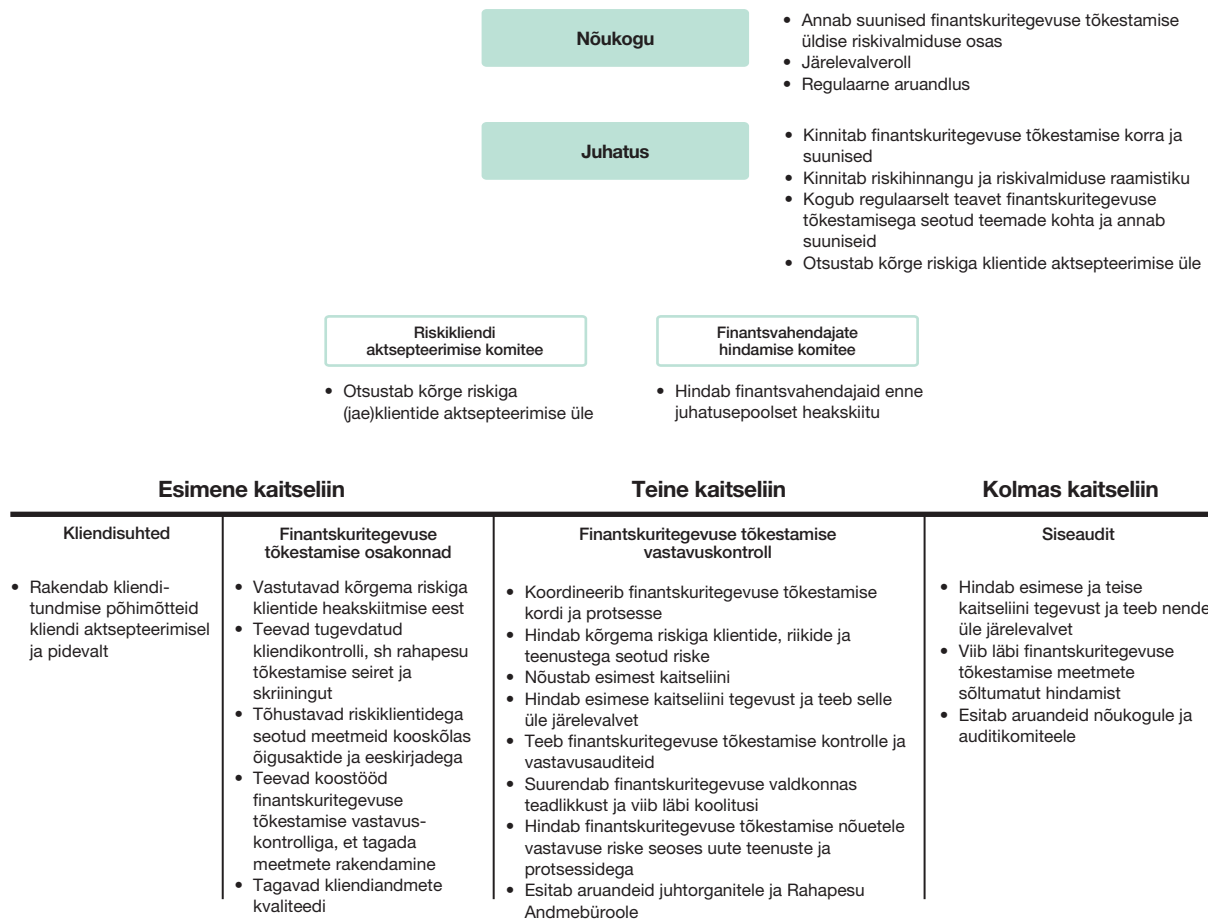 Nõukogu
• Annab suunised finantskuritegevuse tõkestamise
üldise riskivalmiduse osas
• Järelevalveroll
• Regulaarne aruandlus
Juhatus
• Kinnitab finantskuritegevuse tõkestamise korra ja
suunised
• Kinnitab riskihinnangu ja riskivalmiduse raamistiku
• Kogub regulaarselt teavet finantskuritegevuse
tõkestamisega seotud teemade kohta ja annab
suuniseid
• Otsustab kõrge riskiga klientide aktsepteerimise üle
Riskikliendi
aktsepteerimise komitee
• Otsustab kõrge riskiga
(jae)klientide aktsepteerimise üle
Finantsvahendajate
hindamise komitee
• Hindab finantsvahendajaid enne
juhatusepoolset heakskiitu
Esimene kaitseliin
Kliendisuhted
• Rakendab kliendi-
tundmise põhimõtteid
kliendi aktsepteerimisel
ja pidevalt
Finantskuritegevuse
tõkestamise osakonnad
• Vastutavad kõrgema riskiga
klientide heakskiitmise eest
• Teevad tugevdatud
kliendikontrolli, sh rahapesu
tõkestamise seiret ja
skriiningut
• Tõhustavad riskiklientidega
seotud meetmeid kooskõlas
õigusaktide ja eeskirjadega
• Teevad koostööd
finantskuritegevuse
tõkestamise vastavus-
kontrolliga, et tagada
meetmete rakendamine
• Tagavad kliendiandmete
kvaliteedi
Teine kaitseliin
Finantskuritegevuse tõkestamise
vastavuskontroll
• Koordineerib finantskuritegevuse tõkestamise
kordi ja protsesse
• Hindab kõrgema riskiga klientide, riikide ja
teenustega seotud riske
• Nõustab esimest kaitseliini
• Hindab esimese kaitseliini tegevust ja teeb selle
üle järelevalvet
• Teeb finantskuritegevuse tõkestamise kontrolle ja
vastavusauditeid
• Suurendab finantskuritegevuse valdkonnas
teadlikkust ja viib läbi koolitusi
• Hindab finantskuritegevuse tõkestamise nõuetele
vastavuse riske seoses uute teenuste ja
protsessidega
• Esitab aruandeid juhtorganitele ja Rahapesu
Andmebüroole
Kolmas kaitseliin
Siseaudit
• Hindab esimese ja teise
kaitseliini tegevust ja teeb nende
üle järelevalvet
• Viib läbi finantskuritegevuse
tõkestamise meetmete
sõltumatut hindamist
• Esitab aruandeid nõukogule ja
auditikomiteele